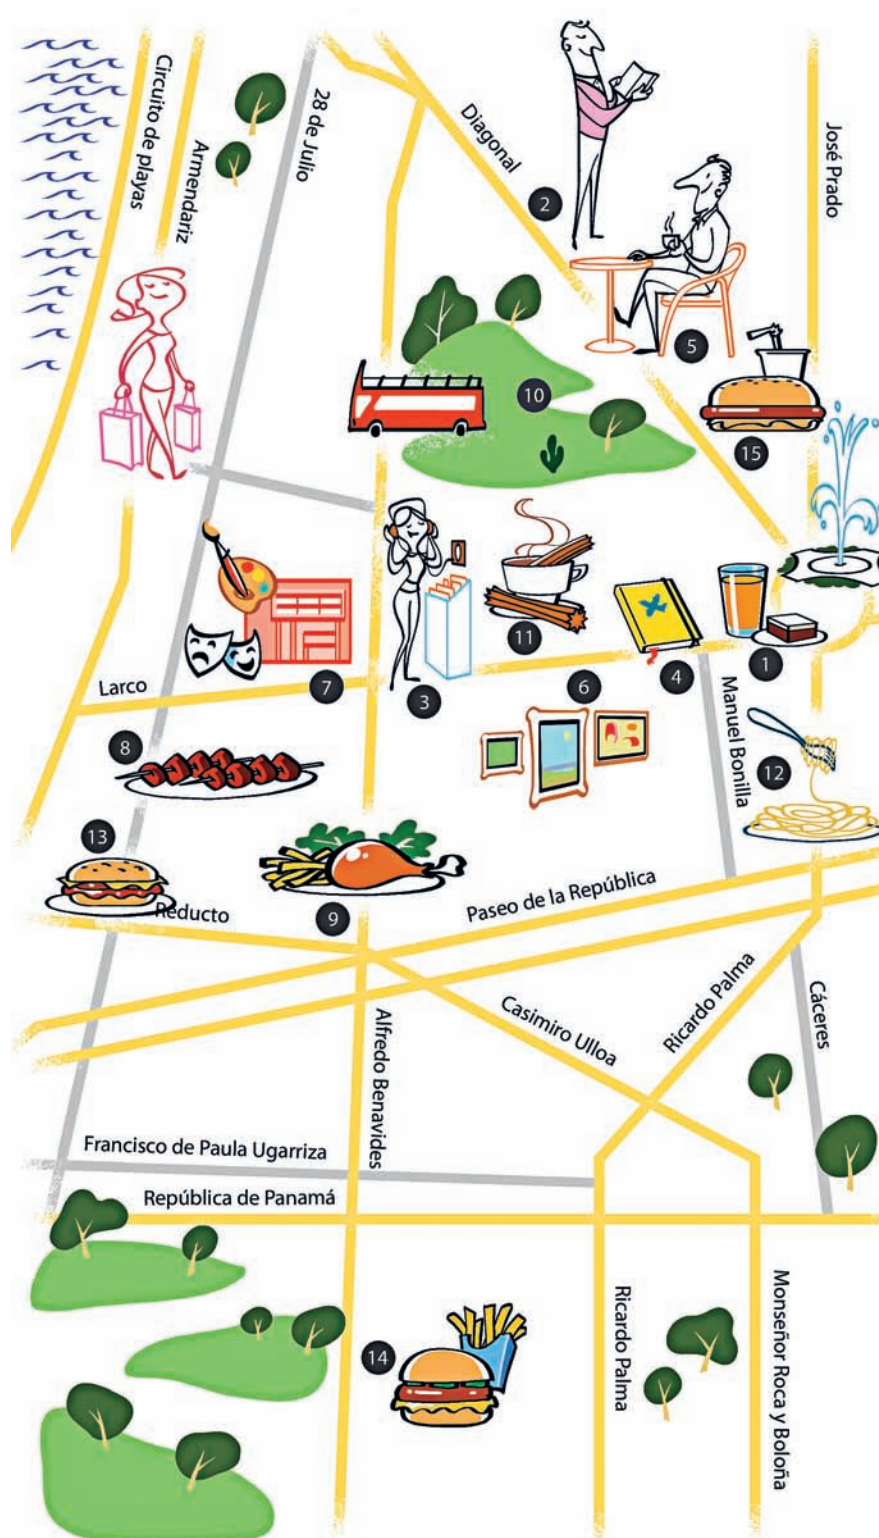 Circuito de playas
Armendariz
28 de Julio
Diagonal
José Prado
2
5
10
15
11
4
1
Larco
7
3
6
Manuel Bonilla
8
12
13
9
Reducto
Paseo de la República
Ricardo Palma
Cáceres
Casimiro Ulloa
Alfredo Benavides
Francisco de Paula Ugarriza
República de Panamá
Ricardo Palma
Monseñor Roca y Boloña
14